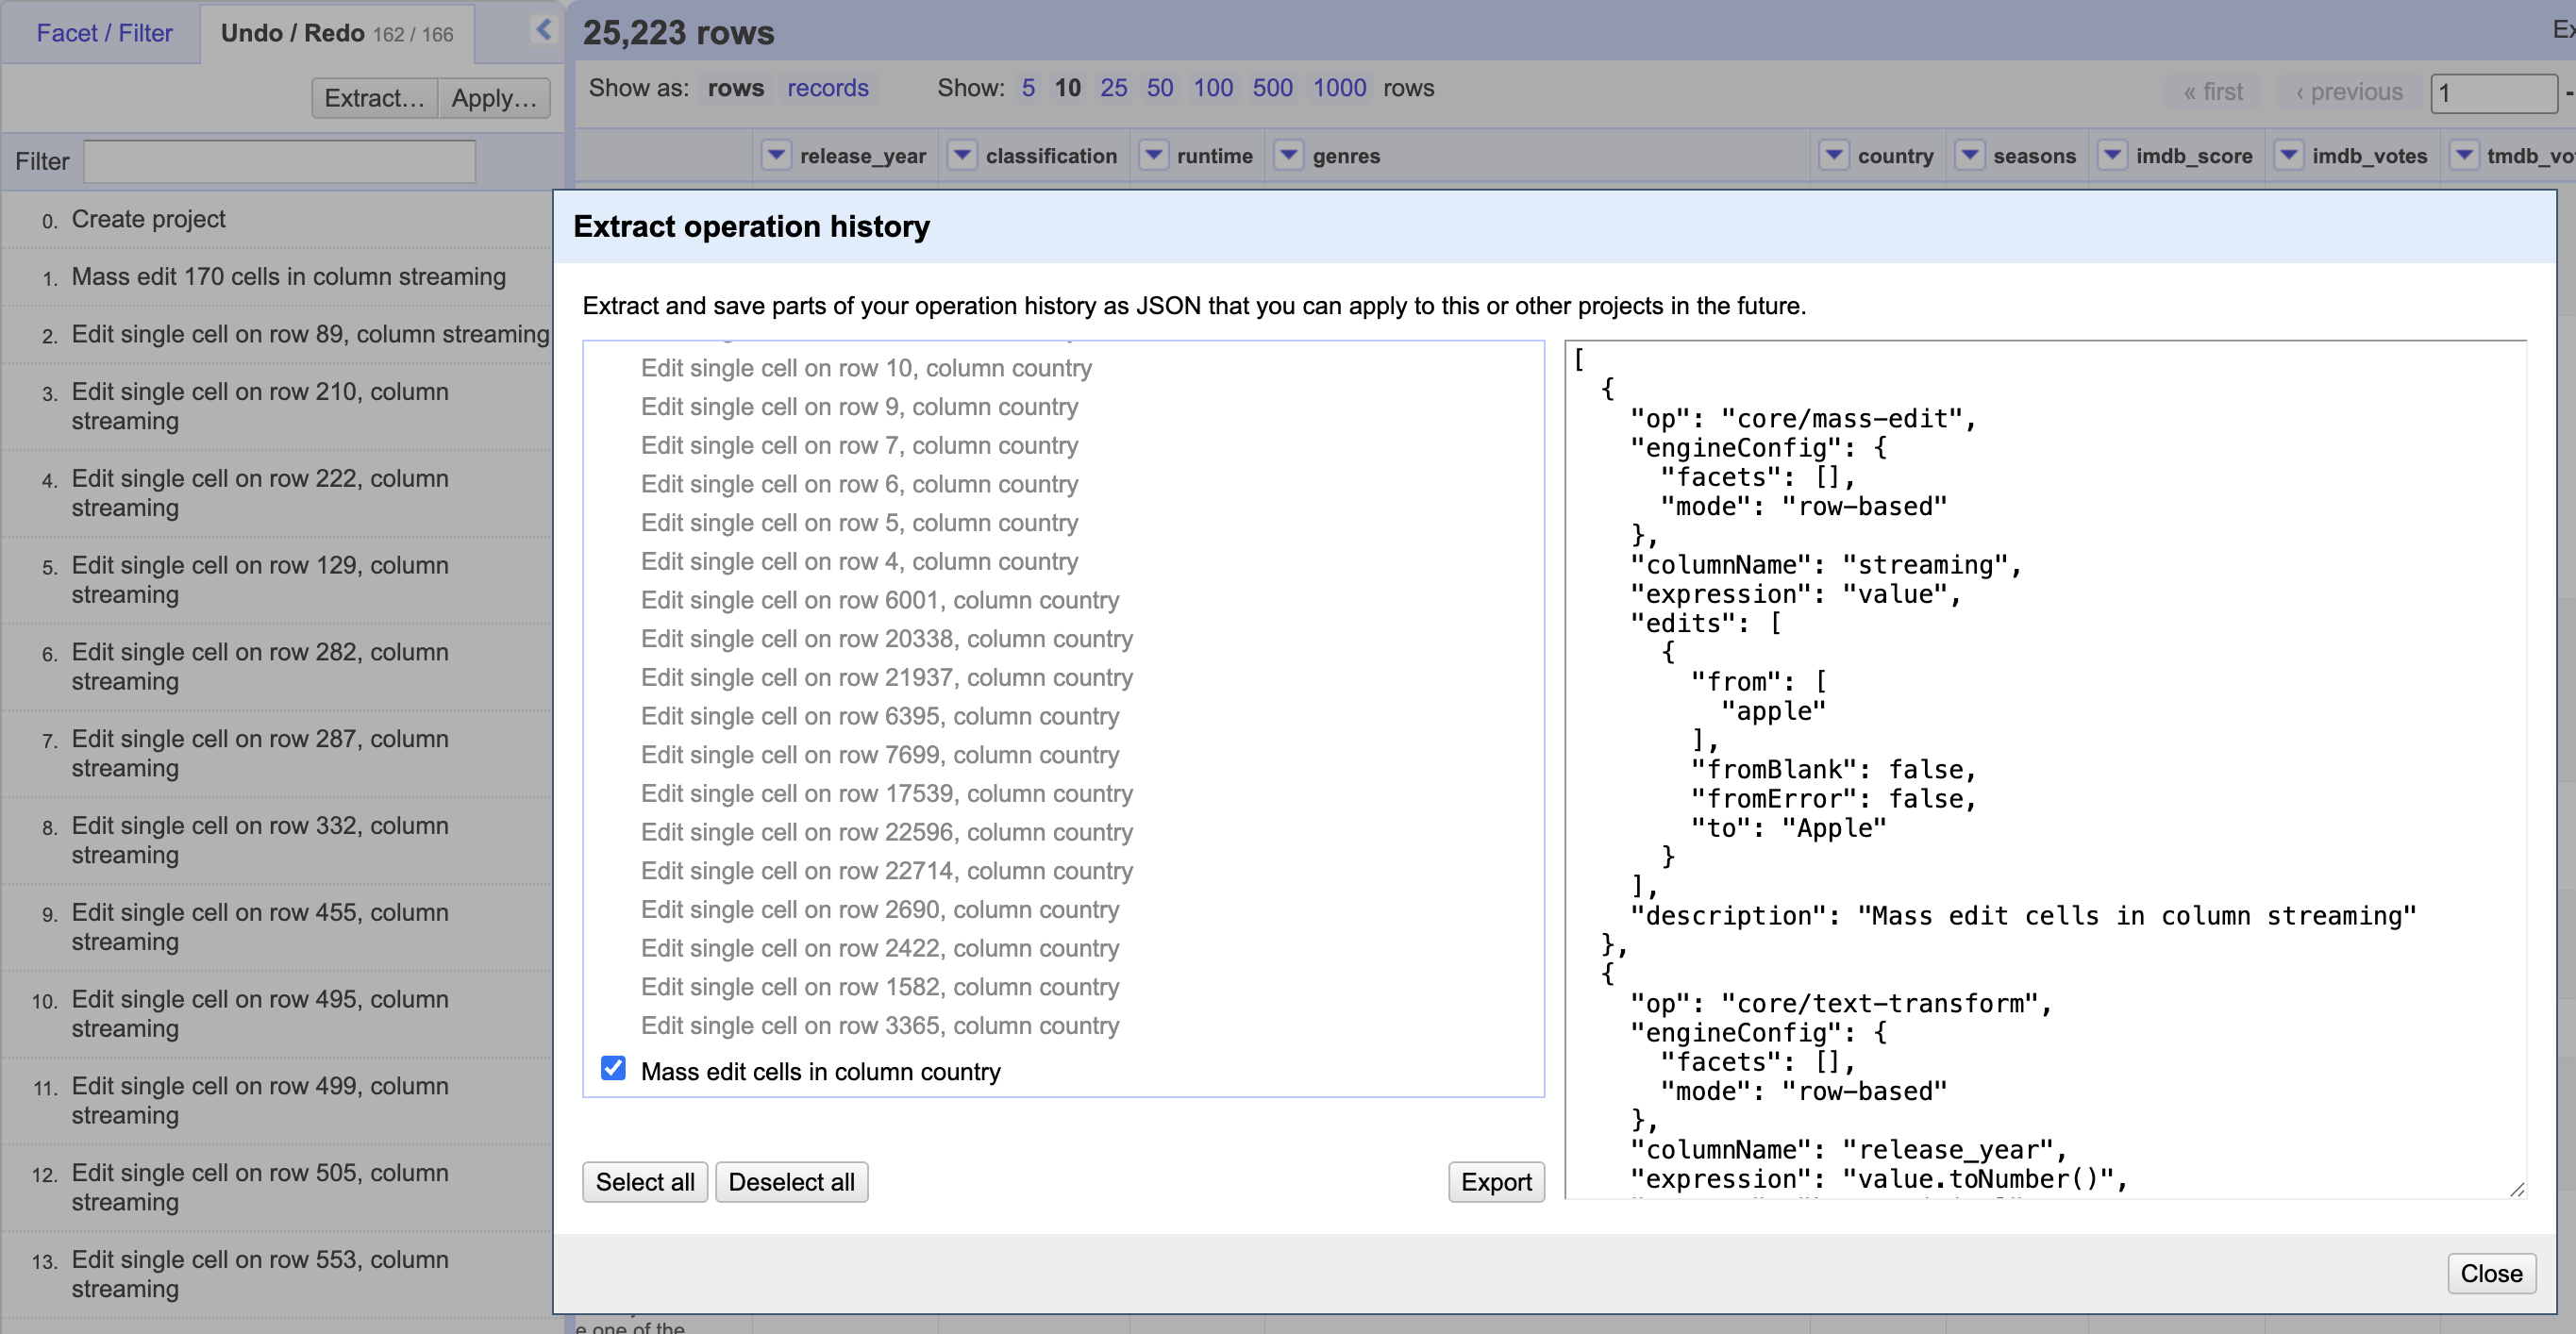 Facet / Filter
Undo / Redo 162 / 166
Extract...
Apply...
Filter
0. Create project
1. Mass edit 170 cells in column streaming
2. Edit single cell on row 89, column streaming
3. Edit single cell on row 210, column
streaming
4. Edit single cell on row 222, column
streaming
5. Edit single cell on row 129, column
streaming
6. Edit single cell on row 282, column
streaming
7. Edit single cell on row 287, column
streaming
8. Edit single cell on row 332, column
streaming
9. Edit single cell on row 455, column
streaming
10. Edit single cell on row 495, column
streaming
11. Edit single cell on row 499, column
streaming
12. Edit single cell on row 505, column
streaming
13. Edit single cell on row 553, column
streaming
25,223 rows
Show as: rows records Show: 5 10 25 50 100 500 1000 rows
« first ‹ previous 1 -
release_year classification runtime genres country seasons imdb_score imdb_votes
Extract operation history
Extract and save parts of your operation history as JSON that you can apply to this or other projects in the future.
Edit single cell on row 10, column country
Edit single cell on row 9, column country
Edit single cell on row 7, column country
Edit single cell on row 6, column country
Edit single cell on row 5, column country
Edit single cell on row 4, column country
Edit single cell on row 6001, column country
Edit single cell on row 20338, column country
Edit single cell on row 21937, column country
Edit single cell on row 6395, column country
Edit single cell on row 7699, column country
Edit single cell on row 17539, column country
Edit single cell on row 22596, column country
Edit single cell on row 22714, column country
Edit single cell on row 2690, column country
Edit single cell on row 2422, column country
Edit single cell on row 1582, column country
Edit single cell on row 3365, column country
Mass edit cells in column country
Select all
Deselect all
Export
[
{
"op": "core/mass-edit",
"engineConfig": {
"facets": [],
"mode": "row-based"
},
"columnName": "streaming",
"expression": "value",
"edits": [
{
"from": [
"apple"
],
"fromBlank": false,
"fromError": false,
"to": "Apple"
}
],
"description": "Mass edit cells in column streaming"
},
{
"op": "core/text-transform",
"engineConfig": {
"facets": [],
"mode": "row-based"
},
"columnName": "release_year",
"expression": "value.toNumber()",
Close
e one of the